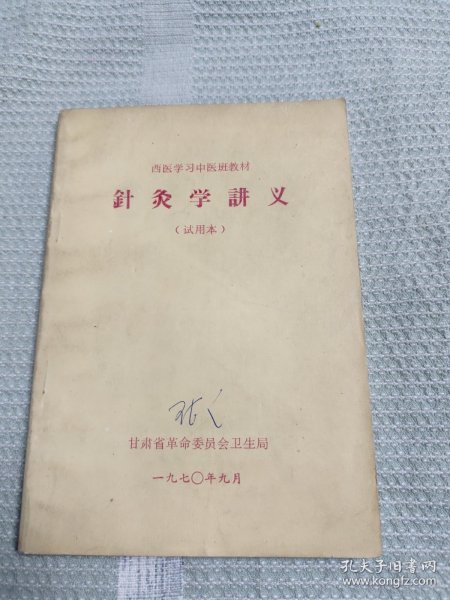 西医学习中医班教材
針灸学講义
（试用本）
甘肃省革命委员会卫生局
一九七〇年九月
孔夫子旧书网
www.kongfz.com